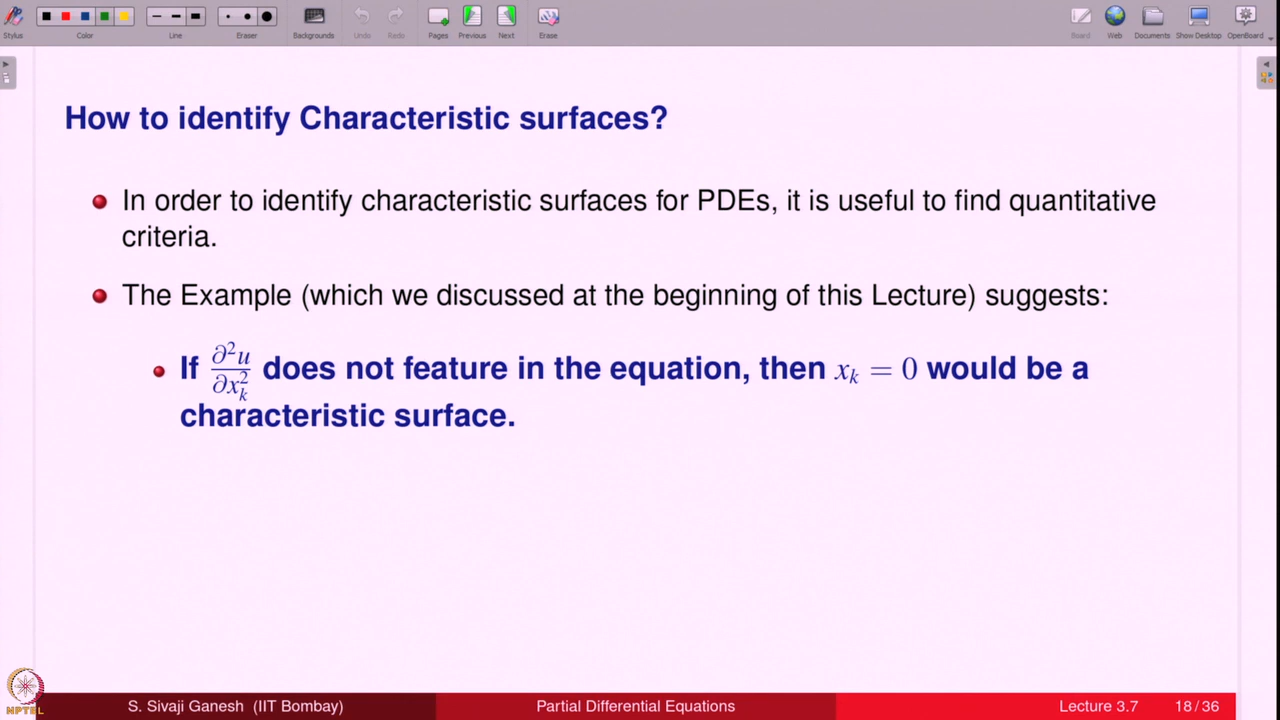 Stylus Color Line Eraser Backgrounds Undo Redo Pages Previous Next Erase Board Web Documents Show Desktop OpenBoard
How to identify Characteristic surfaces?
In order to identify characteristic surfaces for PDEs, it is useful to find quantitative
criteria.
The Example (which we discussed at the beginning of this Lecture) suggests:
If ∂²u/∂x_k² does not feature in the equation, then x_k = 0 would be a
characteristic surface.
NPTEL
S. Sivaji Ganesh (IIT Bombay) Partial Differential Equations Lecture 3.7 18 / 36